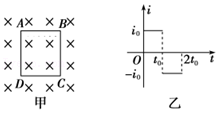 A B
D C
甲
i
i₀
O t₀ 2t₀ t
-i₀
乙